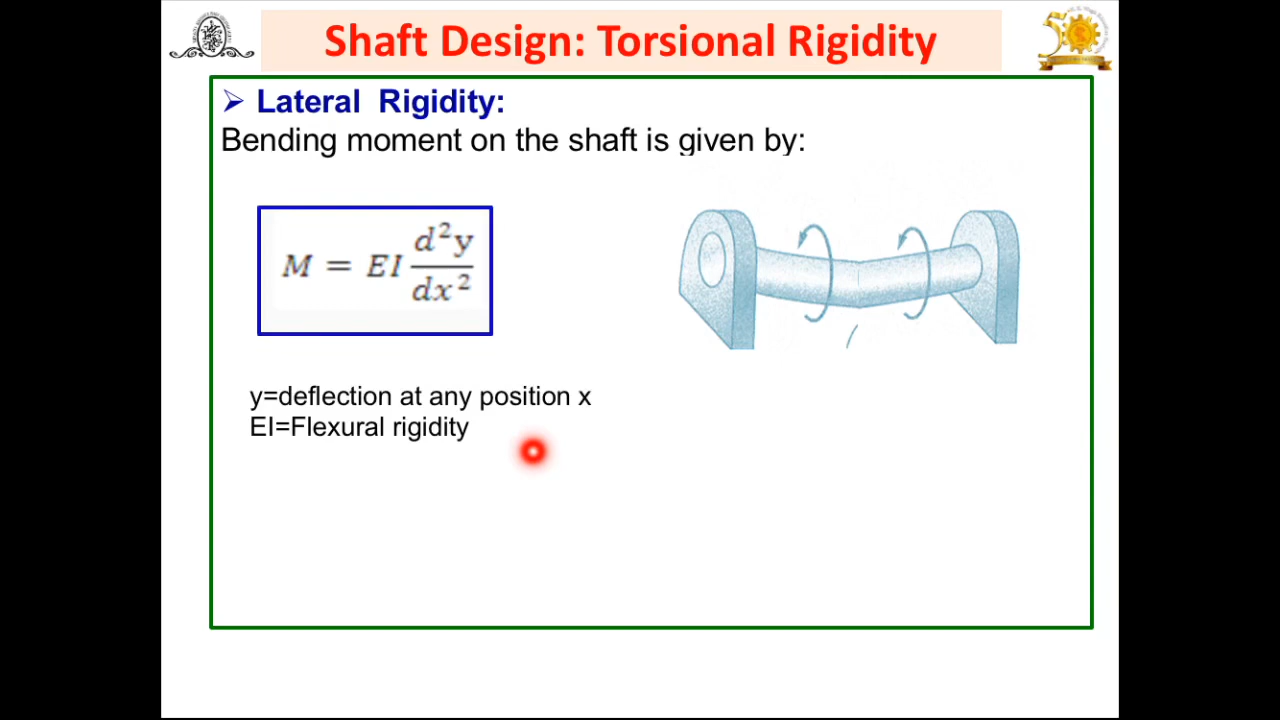 Shaft Design: Torsional Rigidity
➢ Lateral Rigidity:
Bending moment on the shaft is given by:
M = EI d²y/dx²
y=deflection at any position x
EI=Flexural rigidity